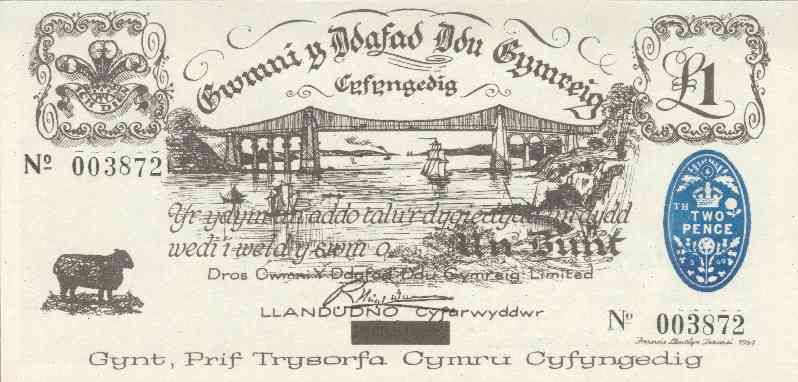 Cwmni y Ddafad Ddu Gymreig
Cyfyngedig
£1
Nº 003872
Yr ydym yn addo talu'r dygiedydd
wedi i weld y swm o Un Bunt
TWO
PENCE
Dros Cwmni Y Ddafad Ddu Gymreig Limited
LLANDUDNO Cyfarwyddwr
Nº 003872
1969
Gynt, Prif Trysorfa Cymru Cyfyngedig